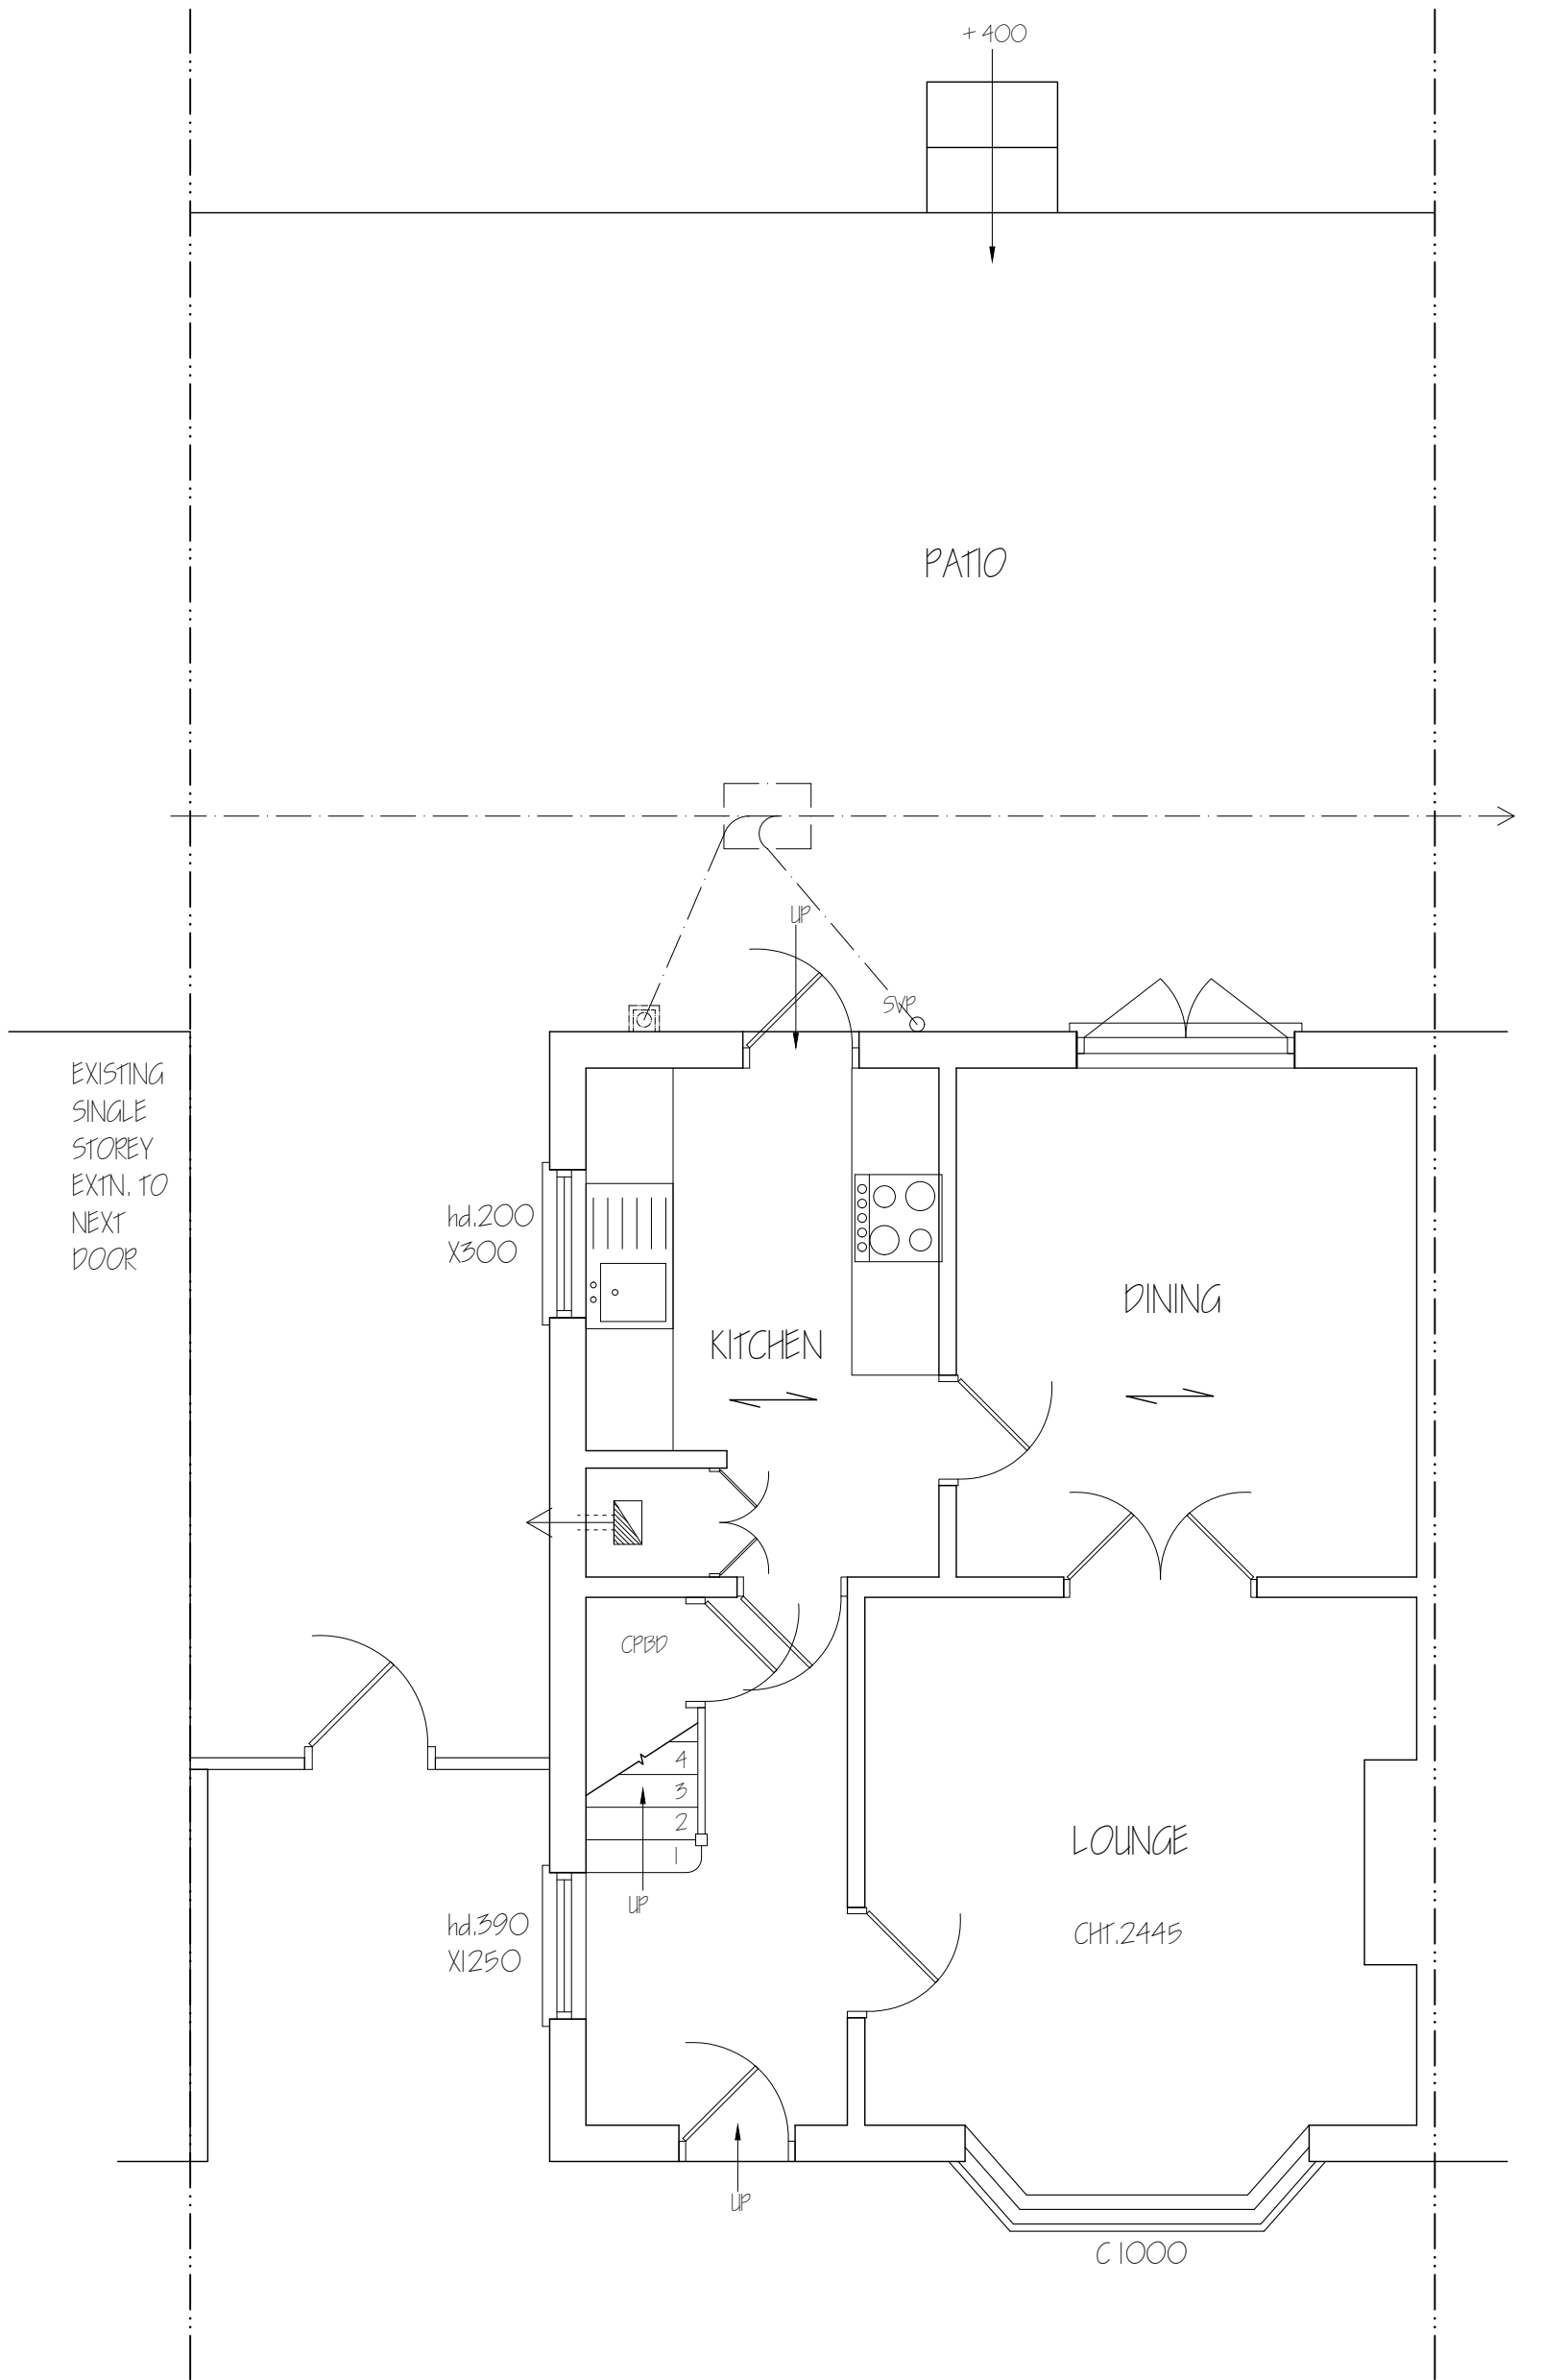 + 400
PATIO
UP
SVP
EXISTING
SINGLE
STOREY
EXTN. TO
NEXT
DOOR
hd.200
X300
DINING
KITCHEN
CPBD
4
3
2
1
UP
LOUNGE
hd.390
X1250
CHT.2445
UP
C 1000